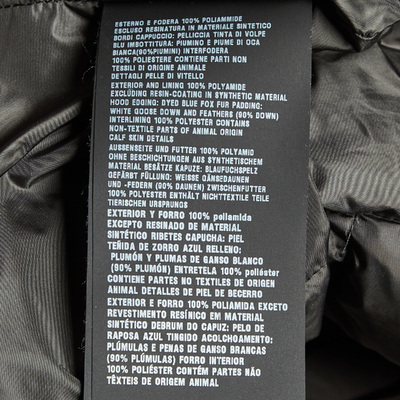 ESTERNO E FODERA 100% POLIAMMIDE
ESCLUSO RESINATURA IN MATERIALE SINTETICO
BORDI CAPPUCCIO: PELLICCIA TINTA DI VOLPE
BLU IMBOTTITURA: PIUMINO E PIUME DI OCA
BIANCA(90%PIUMINI) INTERFODERA
100% POLIESTERE CONTIENE PARTI NON
TESSILI DI ORIGINE ANIMALE
DETTAGLI PELLE DI VITELLO
EXTERIOR AND LINING 100% POLYAMIDE
EXCLUDING RESIN-COATING IN SYNTHETIC MATERIAL
HOOD EDGING: DYED BLUE FOX FUR PADDING:
WHITE GOOSE DOWN AND FEATHERS (90% DOWN)
INTERLINING 100% POLYESTER CONTAINS
NON-TEXTILE PARTS OF ANIMAL ORIGIN
CALF SKIN DETAILS
AUSSENSEITE UND FUTTER 100% POLYAMID
OHNE BESCHICHTUNGEN AUS SYNTHETISCHEM
MATERIAL BESÄTZE KAPUZE: BLAUFUCHSPELZ
GEFÄRBT FÜLLUNG: WEISSE GÄNSEDAUNEN
UND -FEDERN (90% DAUNEN) ZWISCHENFUTTER
100% POLYESTER ENTHÄLT NICHTTEXTILE TEILE
TIERISCHEN URSPRUNGS
EXTERIOR Y FORRO 100% poliamida
EXCEPTO RESINADO DE MATERIAL
SINTÉTICO RIBETES CAPUCHA: PIEL
TEÑIDA DE ZORRO AZUL RELLENO:
PLUMÓN Y PLUMAS DE GANSO BLANCO
(90% PLUMÓN) ENTRETELA 100% poliéster
CONTIENE PARTES NO TEXTILES DE ORIGEN
ANIMAL DETALLES DE PIEL DE BECERRO
EXTERIOR E FORRO 100% POLIAMIDA EXCETO
REVESTIMENTO RESÍNICO EM MATERIAL
SINTÉTICO DEBRUM DO CAPUZ: PELO DE
RAPOSA AZUL TINGIDO ACOLCHOAMENTO:
PLÚMULAS E PENAS DE GANSO BRANCAS
(90% PLÚMULAS) FORRO INTERIOR
100% POLIÉSTER CONTÉM PARTES NÃO
TÊXTEIS DE ORIGEM ANIMAL